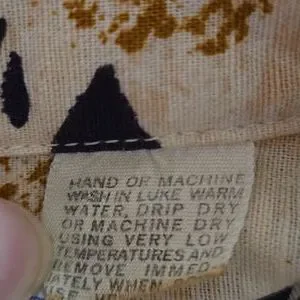 HAND OR MACHINE
WASH IN LUKE WARM
WATER, DRIP DRY
OR MACHINE DRY
USING VERY LOW
TEMPERATURES AND
REMOVE IMMED
ATELY WHEN